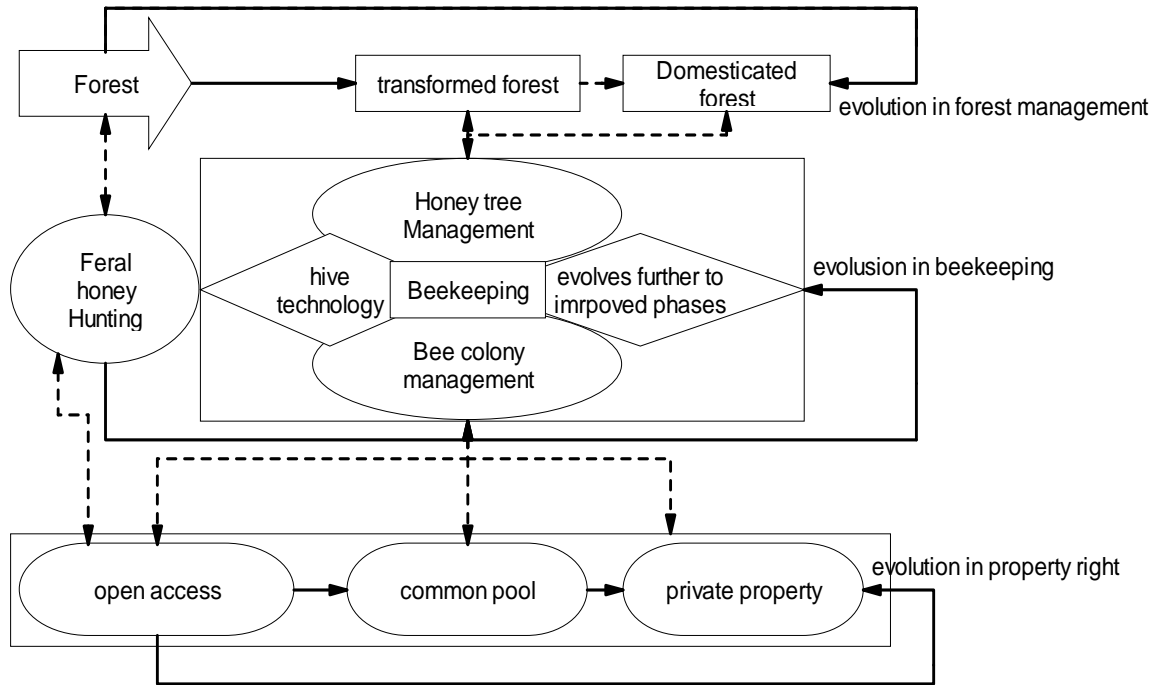 Forest
transformed forest
Domesticated
forest
evolution in forest management
Honey tree
Management
Feral
honey
Hunting
hive
technology
Beekeeping
evolves further to
imrpoved phases
evolusion in beekeeping
Bee colony
management
open access
common pool
private property
evolution in property right